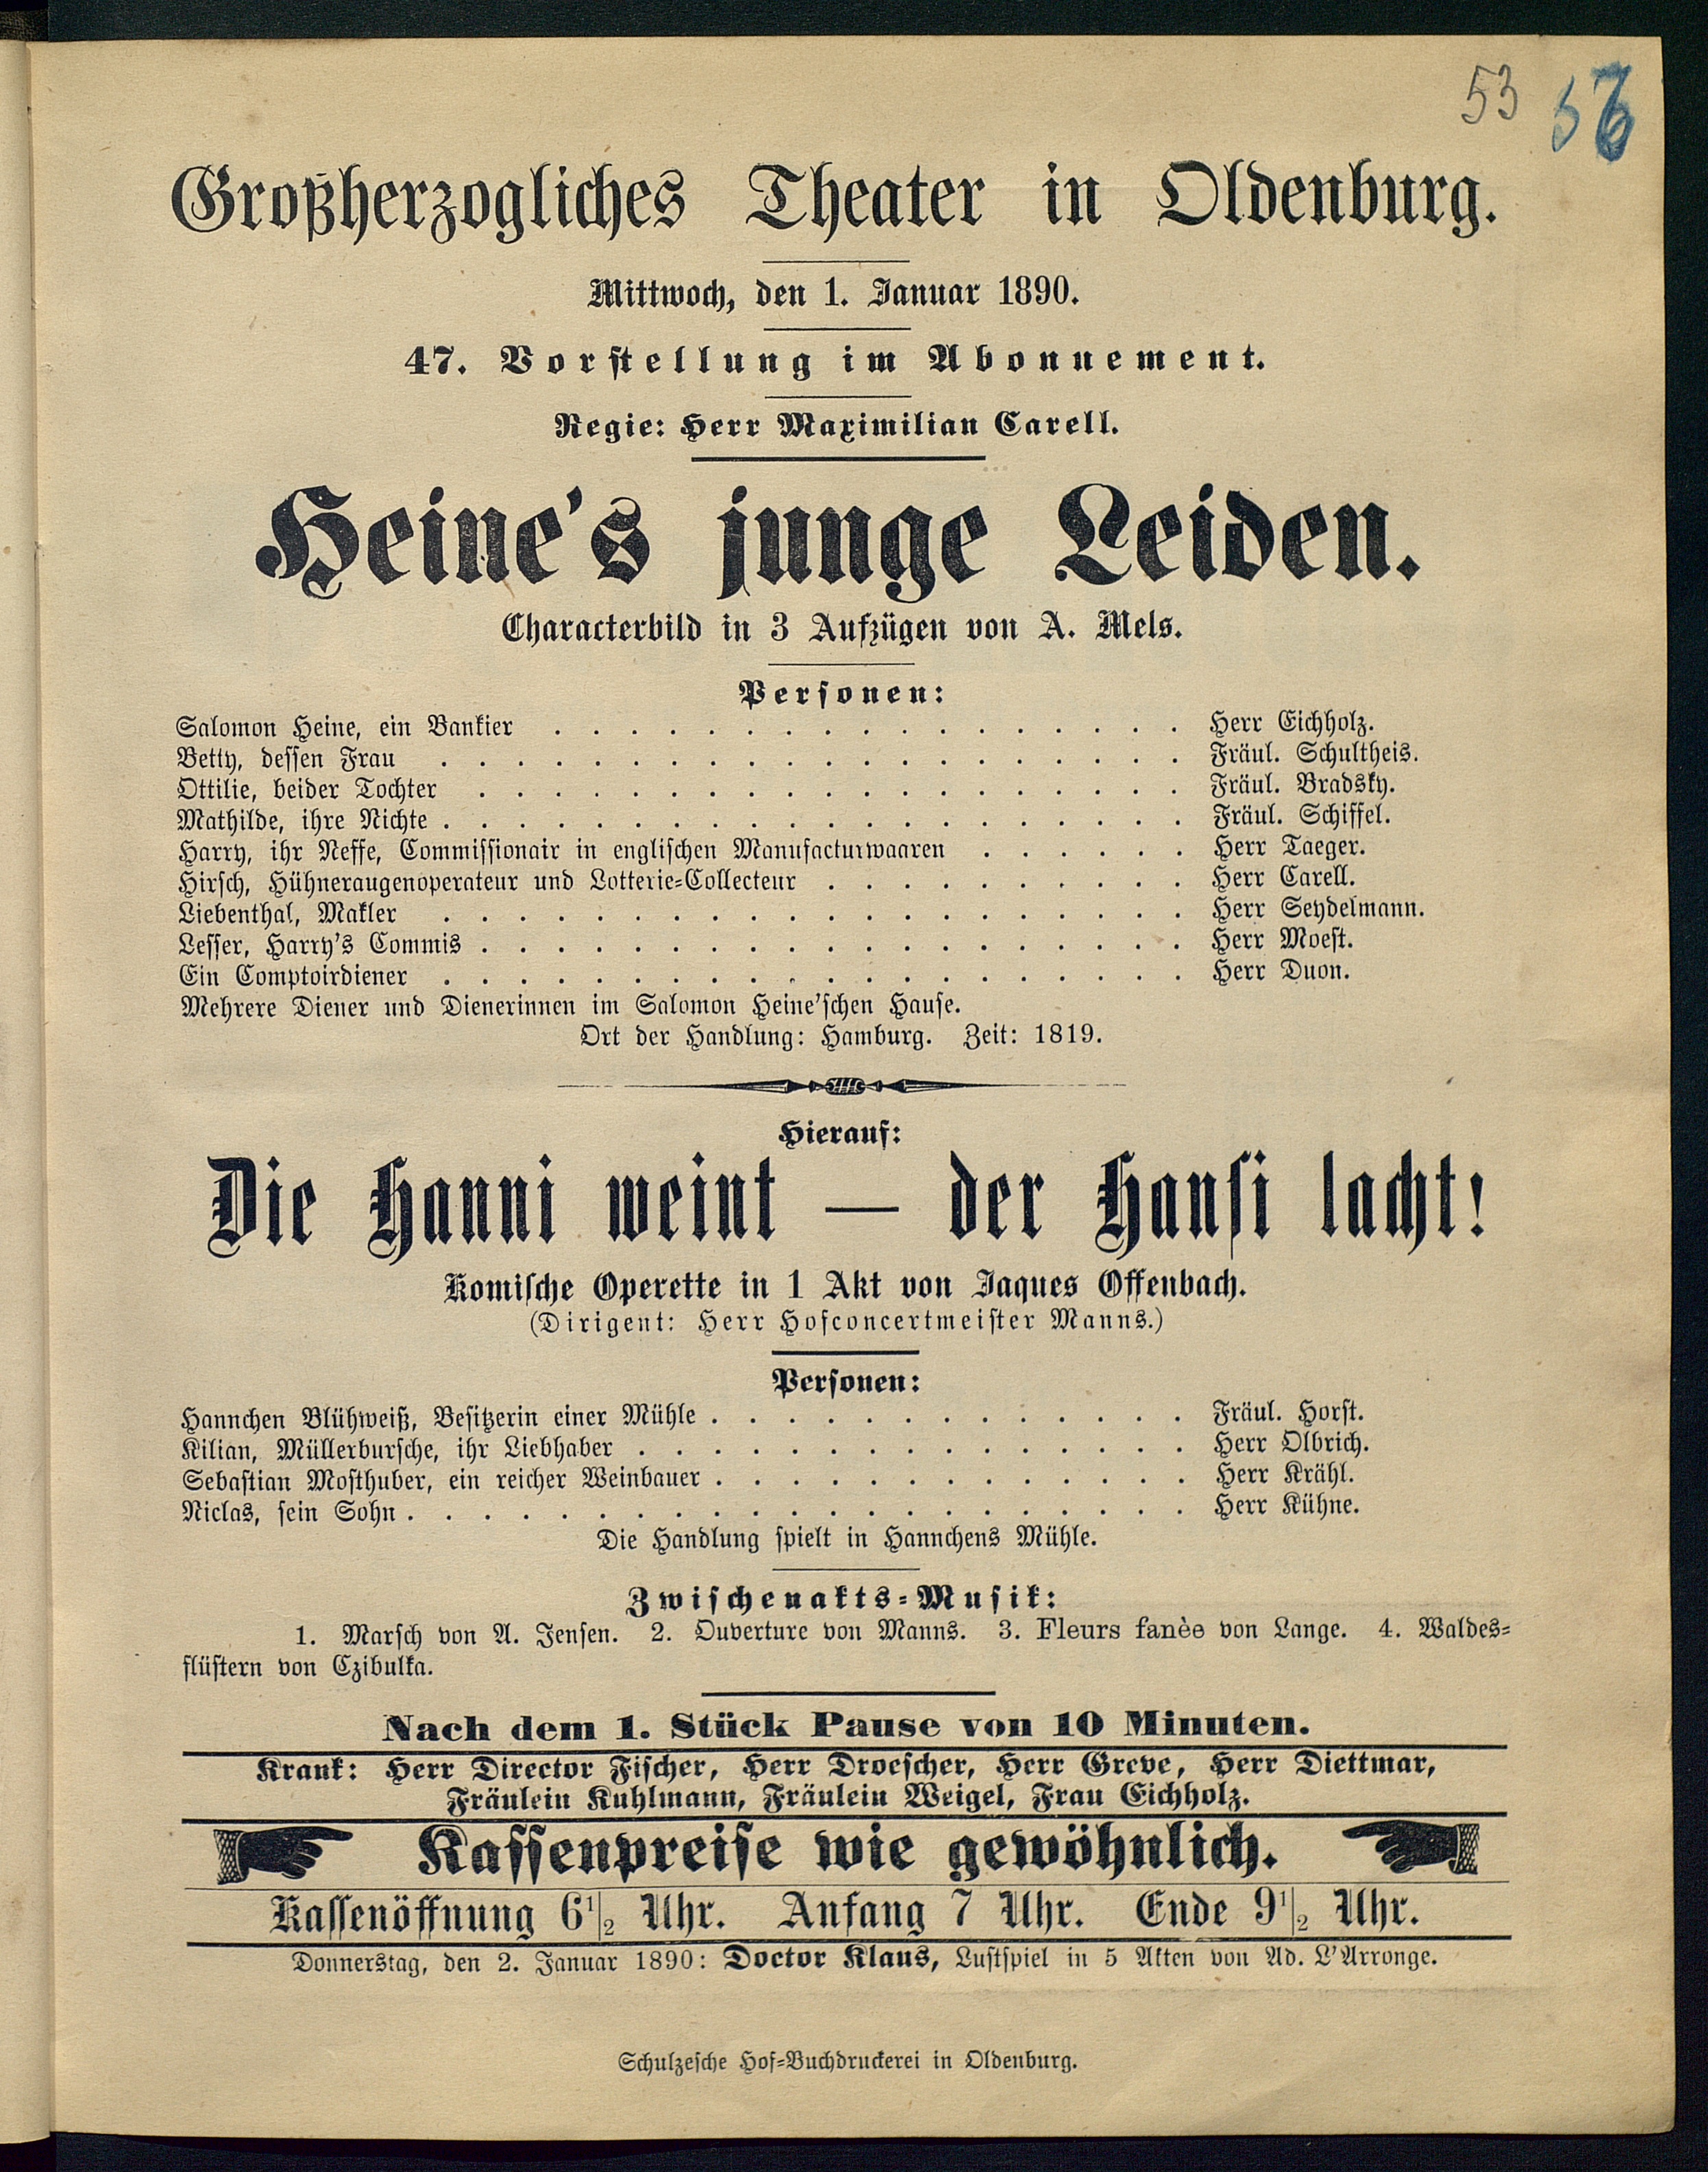 53 56
Großherzogliches Theater in Oldenburg.
Mittwoch, den 1. Januar 1890.
47. Vorstellung im Abonnement.
Regie: Herr Maximilian Carell.
Heine's junge Leiden.
Characterbild in 3 Aufzügen von A. Mels.
Personen:
Salomon Heine, ein Bankier . . . . . . . . . . . . . . . . . Herr Eichholz.
Betty, dessen Frau . . . . . . . . . . . . . . . . . . . . Fräul. Schultheis.
Ottilie, beider Tochter . . . . . . . . . . . . . . . . . . . Fräul. Bradsky.
Mathilde, ihre Nichte . . . . . . . . . . . . . . . . . . . . Fräul. Schiffel.
Harry, ihr Neffe, Commissionair in englischen Manufacturwaaren . . . . . . Herr Taeger.
Hirsch, Hühneraugenoperateur und Lotterie-Collecteur . . . . . . . . . . Herr Carell.
Liebenthal, Makler . . . . . . . . . . . . . . . . . . . . Herr Seydelmann.
Lesser, Harry's Commis . . . . . . . . . . . . . . . . . . . Herr Moest.
Ein Comptoirdiener . . . . . . . . . . . . . . . . . . . . Herr Duon.
Mehrere Diener und Dienerinnen im Salomon Heine'schen Hause.
Ort der Handlung: Hamburg. Zeit: 1819.
Hierauf:
Die Hanni weint — der Hansi lacht!
Komische Operette in 1 Akt von Jaques Offenbach.
(Dirigent: Herr Hofconcertmeister Manns.)
Personen:
Hannchen Blühweiß, Besitzerin einer Mühle . . . . . . . . . . . . . Fräul. Horst.
Kilian, Müllerbursche, ihr Liebhaber . . . . . . . . . . . . . . . Herr Olbrich.
Sebastian Mosthuber, ein reicher Weinbauer . . . . . . . . . . . . . Herr Krähl.
Niclas, sein Sohn . . . . . . . . . . . . . . . . . . . . . Herr Kühne.
Die Handlung spielt in Hannchens Mühle.
Zwischenakts-Musik:
1. Marsch von A. Jensen. 2. Ouverture von Manns. 3. Fleurs fanèe von Lange. 4. Waldes-
flüstern von Czibulka.
Nach dem 1. Stück Pause von 10 Minuten.
Krank: Herr Director Fischer, Herr Droescher, Herr Greve, Herr Diettmar,
Fräulein Kuhlmann, Fräulein Weigel, Frau Eichholz.
Kassenpreise wie gewöhnlich.
Kassenöffnung 6 1/2 Uhr. Anfang 7 Uhr. Ende 9 1/2 Uhr.
Donnerstag, den 2. Januar 1890: Doctor Klaus, Lustspiel in 5 Akten von Ad. L'Arronge.
Schulzesche Hof-Buchdruckerei in Oldenburg.